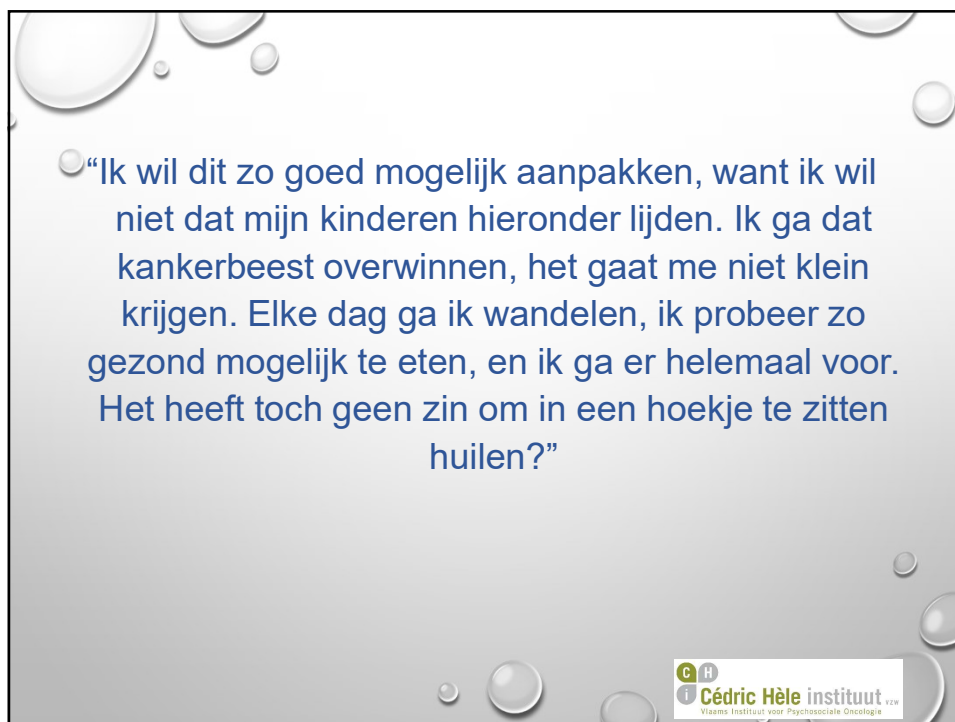 “Ik wil dit zo goed mogelijk aanpakken, want ik wil
niet dat mijn kinderen hieronder lijden. Ik ga dat
kankerbeest overwinnen, het gaat me niet klein
krijgen. Elke dag ga ik wandelen, ik probeer zo
gezond mogelijk te eten, en ik ga er helemaal voor.
Het heeft toch geen zin om in een hoekje te zitten
huilen?”
C H
i Cédric Hèle instituut vzw
Vlaams Instituut voor Psychosociale Oncologie